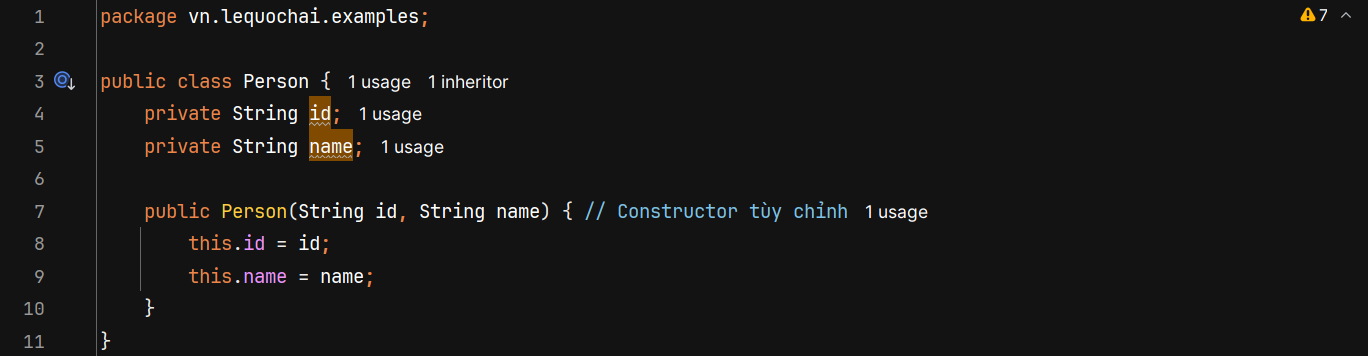 1 package vn.lequochai.examples; 7
2
3 public class Person { 1 usage 1 inheritor
4 private String id; 1 usage
5 private String name; 1 usage
6
7 public Person(String id, String name) { // Constructor tùy chỉnh 1 usage
8 this.id = id;
9 this.name = name;
10 }
11 }